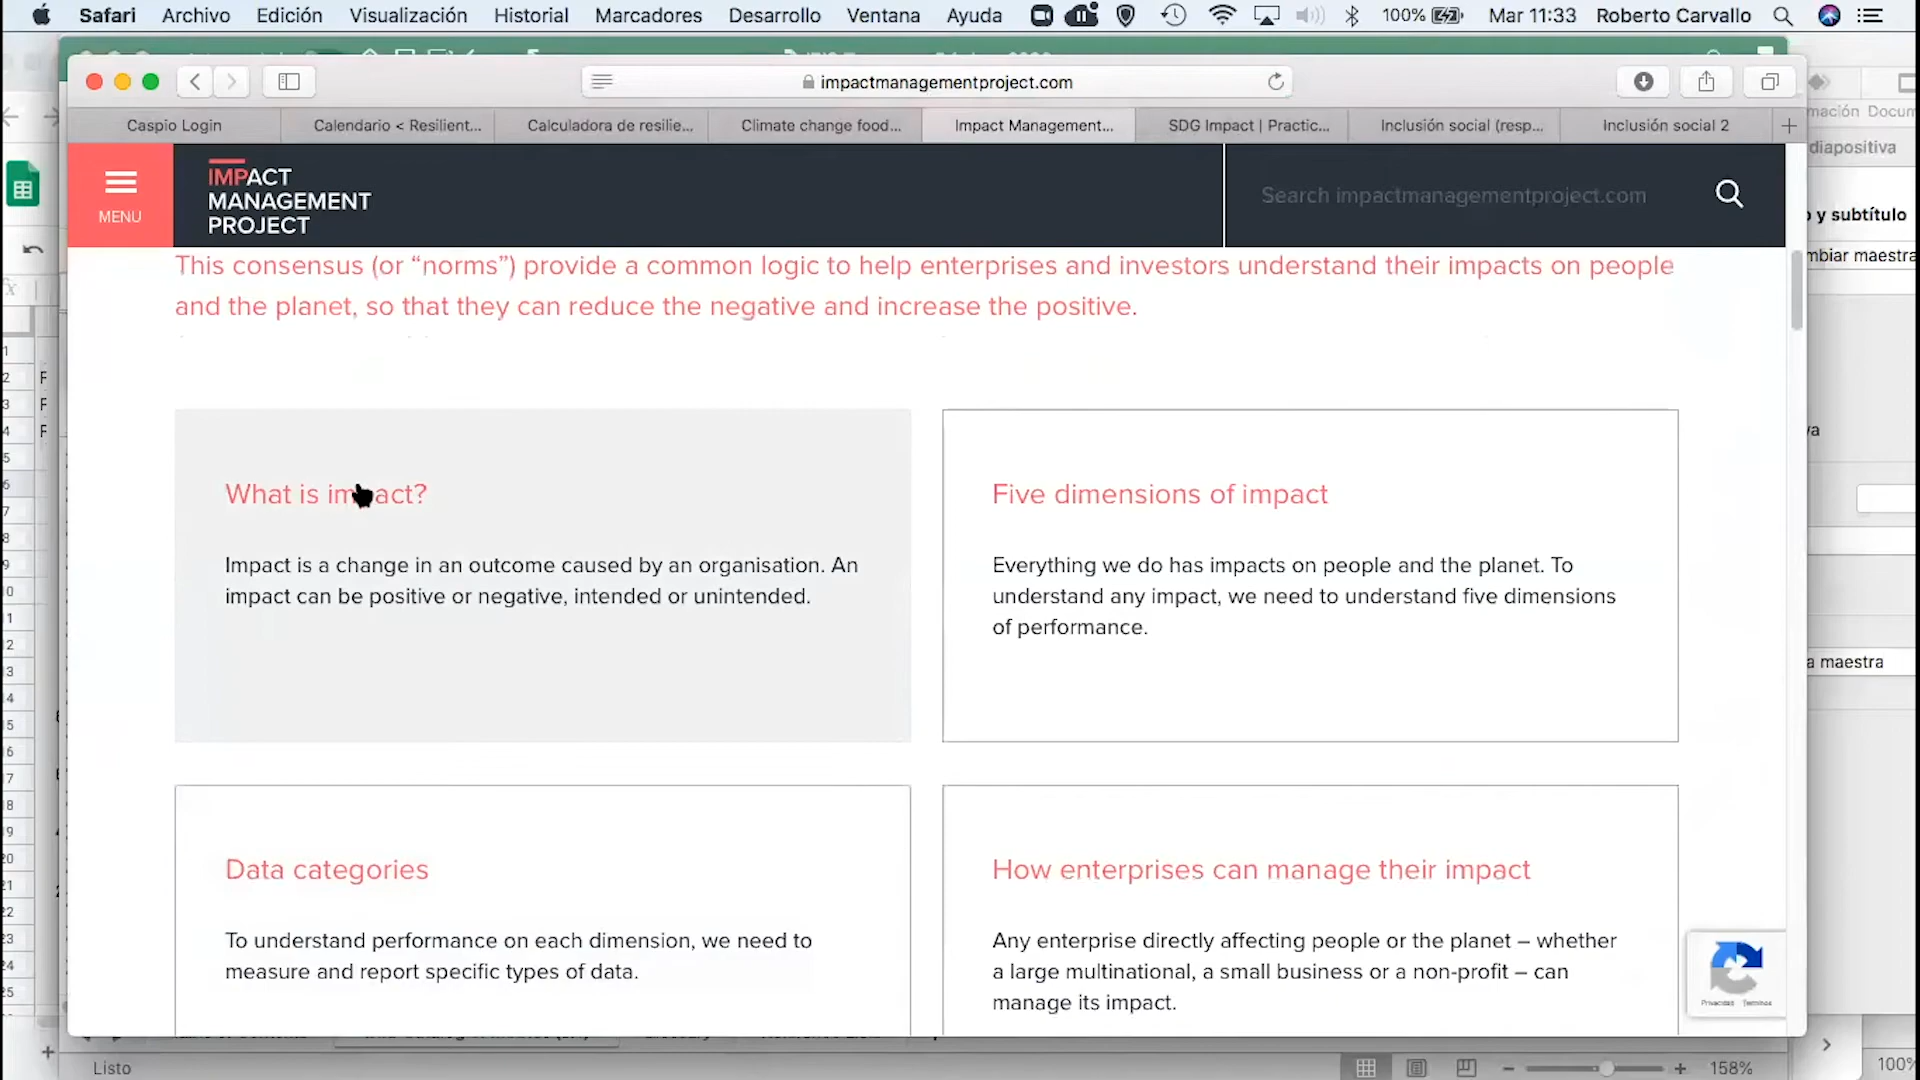 Safari Archivo Edición Visualización Historial Marcadores Desarrollo Ventana Ayuda 100% Mar 11:33 Roberto Carvallo
impactmanagementproject.com
Caspio Login
Calendario < Resilient...
Calculadora de resilie...
Climate change food...
Impact Management...
SDG Impact | Practic...
Inclusión social (resp...
Inclusión social 2
MENU
IMPACT
MANAGEMENT
PROJECT
Search impactmanagementproject.com
This consensus (or “norms”) provide a common logic to help enterprises and investors understand their impacts on people
and the planet, so that they can reduce the negative and increase the positive.
What is impact?
Impact is a change in an outcome caused by an organisation. An
impact can be positive or negative, intended or unintended.
Five dimensions of impact
Everything we do has impacts on people and the planet. To
understand any impact, we need to understand five dimensions
of performance.
Data categories
To understand performance on each dimension, we need to
measure and report specific types of data.
How enterprises can manage their impact
Any enterprise directly affecting people or the planet – whether
a large multinational, a small business or a non-profit – can
manage its impact.
Privacidad Términos
diapositiva
y subtítulo
mbiar maestra
a maestra
Listo
158%
100%